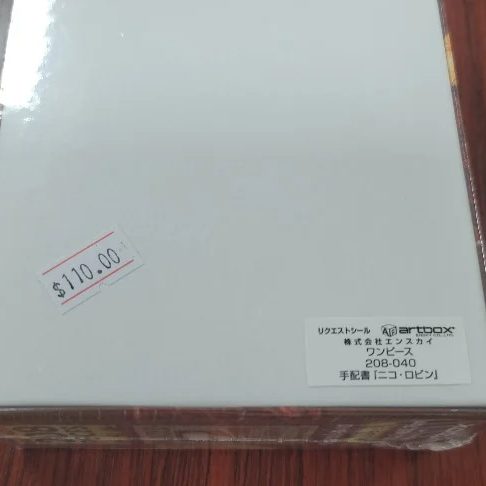 $110.00
リクエストシール artbox
株式会社エンスカイ
ワンピース
208-040
手配書「ニコ・ロビン」